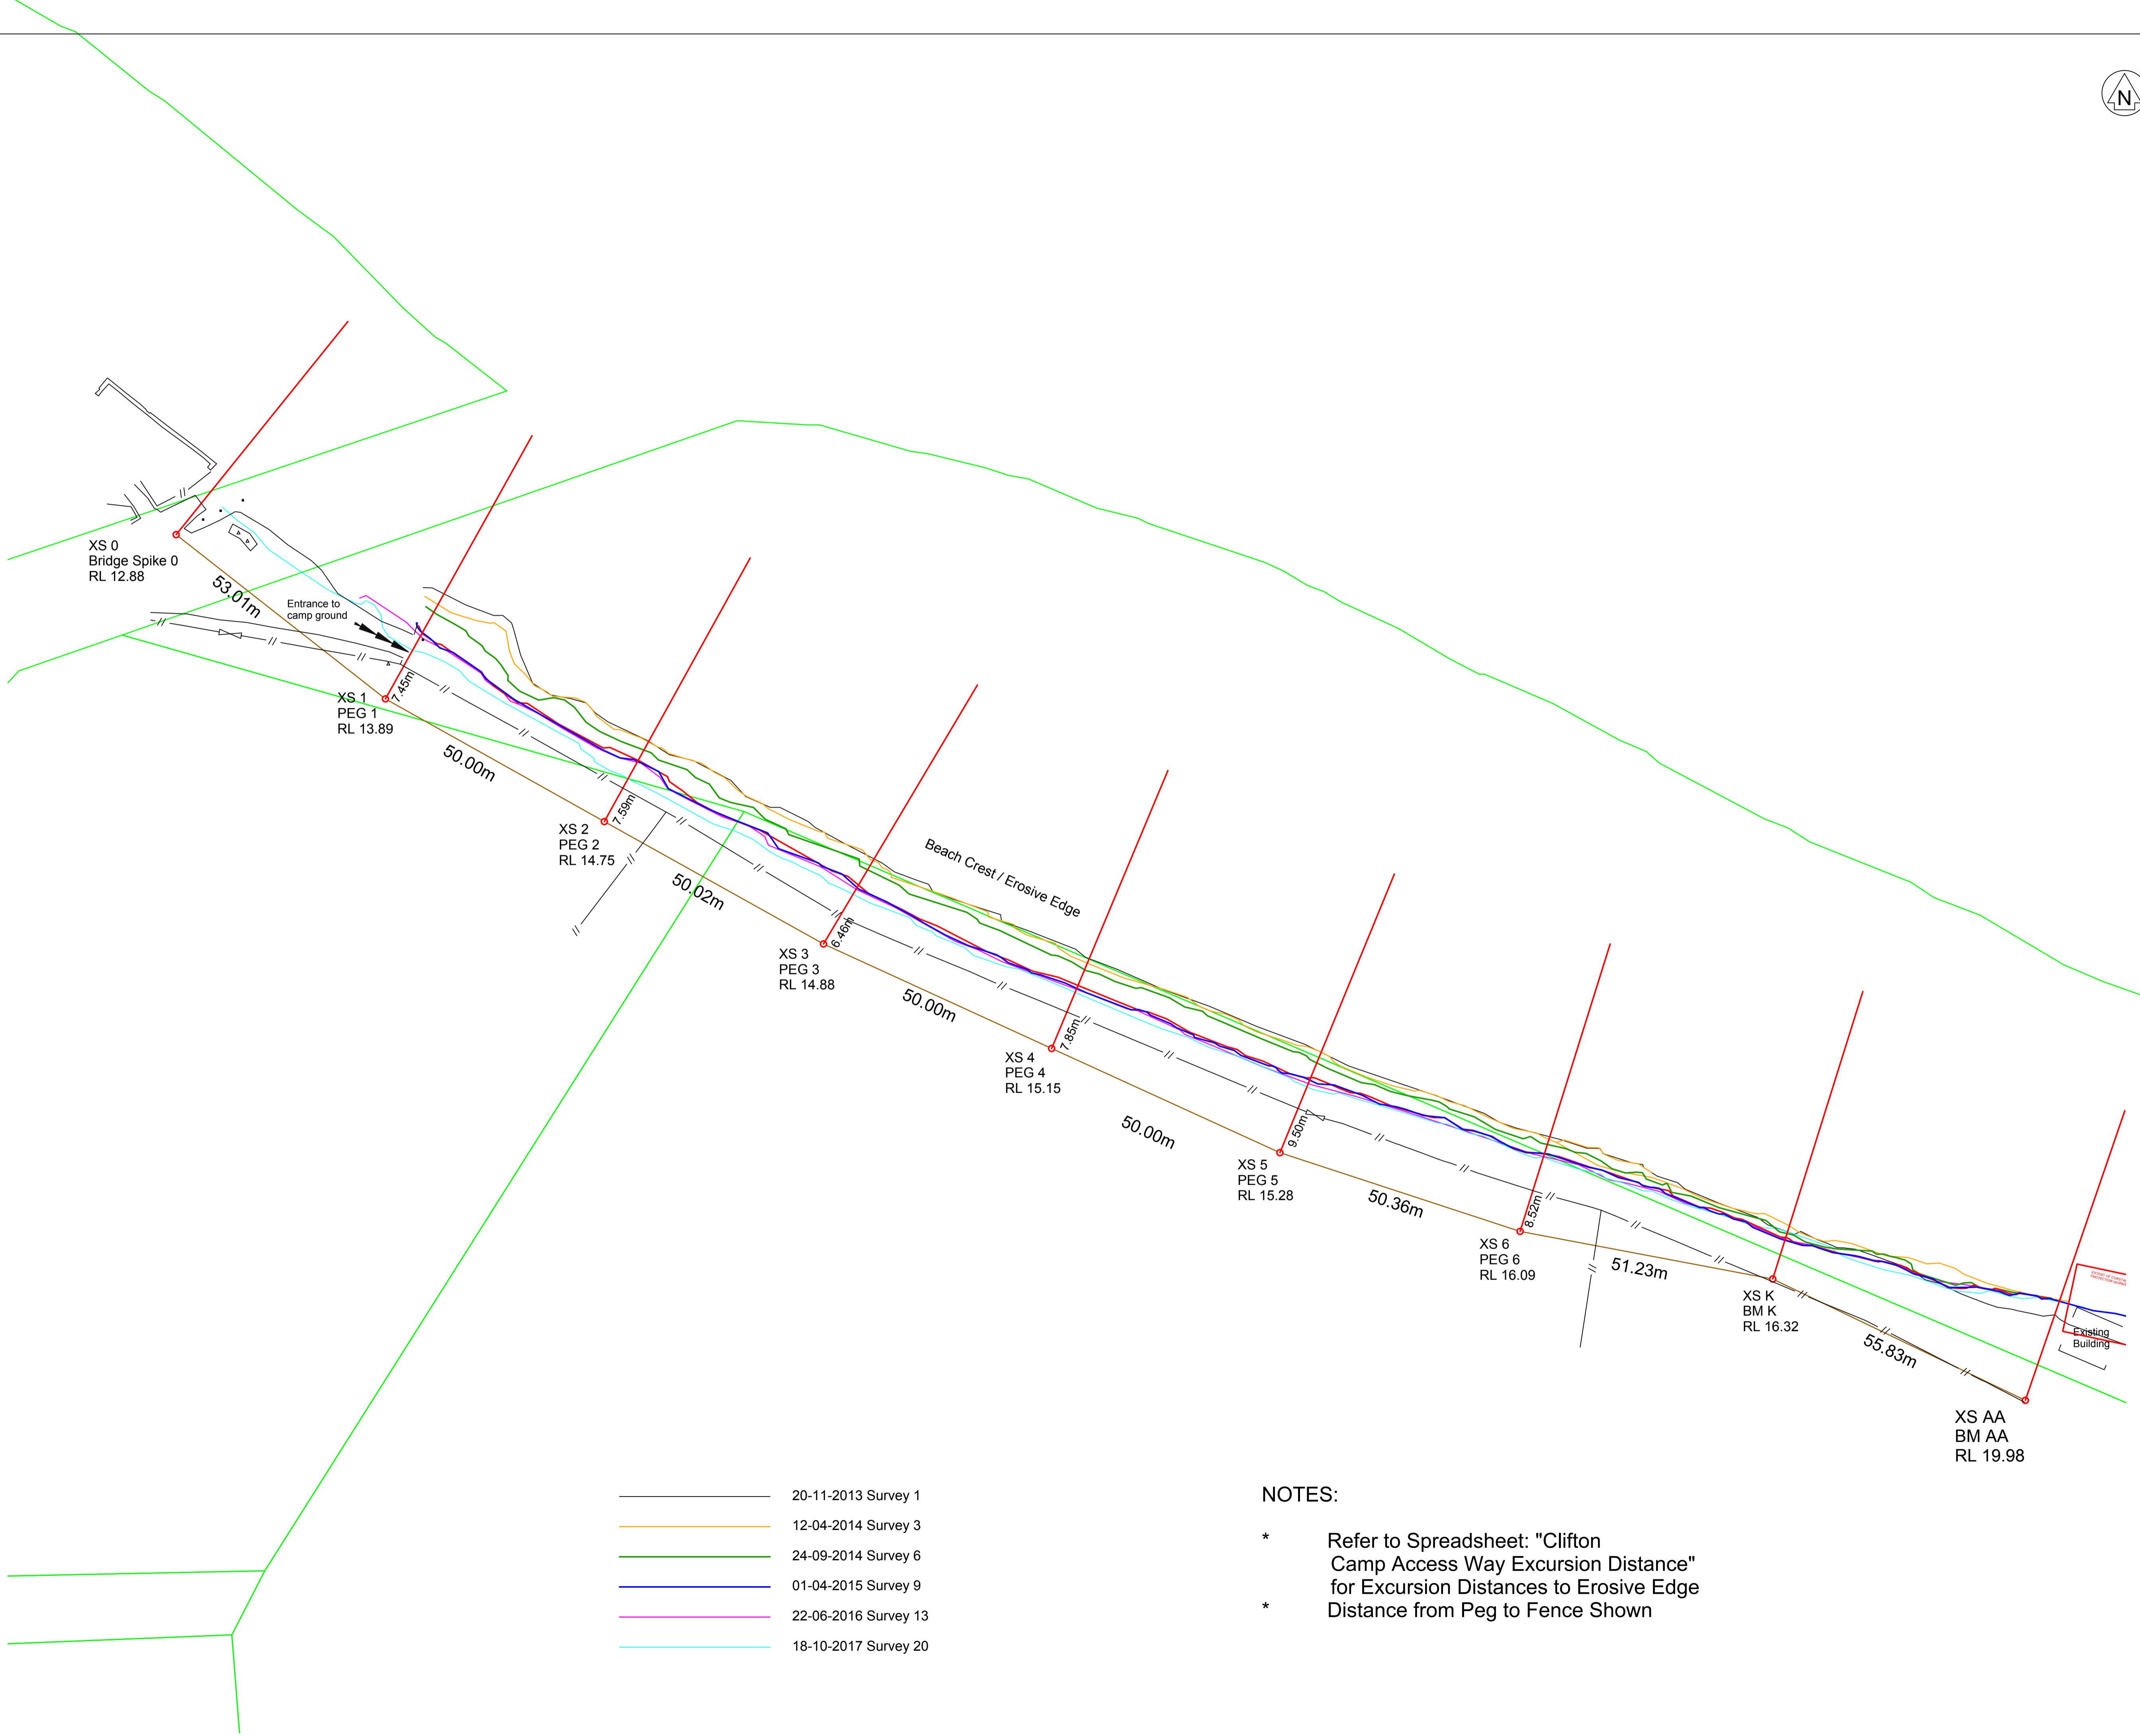 N
XS 0
Bridge Spike 0
RL 12.88
53.01m
Entrance to
camp ground
7.45m
XS 1
PEG 1
RL 13.89
50.00m
7.59m
XS 2
PEG 2
RL 14.75
50.02m
Beach Crest / Erosive Edge
6.46m
XS 3
PEG 3
RL 14.88
50.00m
7.85m
XS 4
PEG 4
RL 15.15
50.00m
9.50m
XS 5
PEG 5
RL 15.28
50.36m
8.52m
XS 6
PEG 6
RL 16.09
51.23m
XS K
BM K
RL 16.32
55.83m
Existing
Building
XS AA
BM AA
RL 19.98
20-11-2013 Survey 1
12-04-2014 Survey 3
24-09-2014 Survey 6
01-04-2015 Survey 9
22-06-2016 Survey 13
18-10-2017 Survey 20
NOTES:
* Refer to Spreadsheet: "Clifton
Camp Access Way Excursion Distance"
for Excursion Distances to Erosive Edge
* Distance from Peg to Fence Shown